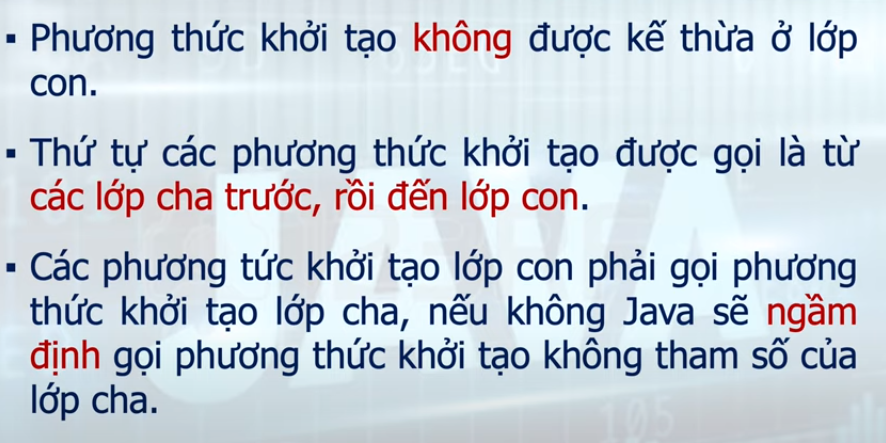 ▪ Phương thức khởi tạo không được kế thừa ở lớp
con.
▪ Thứ tự các phương thức khởi tạo được gọi là từ
các lớp cha trước, rồi đến lớp con.
▪ Các phương tức khởi tạo lớp con phải gọi phương
thức khởi tạo lớp cha, nếu không Java sẽ ngầm
định gọi phương thức khởi tạo không tham số của
lớp cha.
JAVA
105